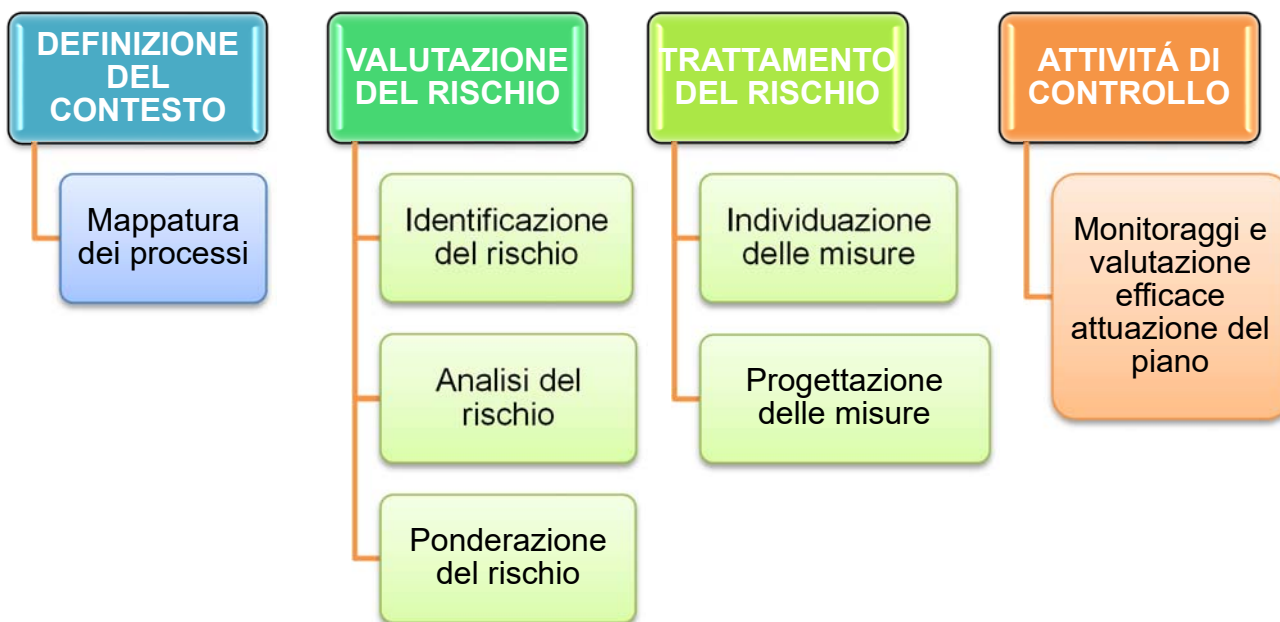 DEFINIZIONE
DEL
CONTESTO
Mappatura
dei processi
VALUTAZIONE
DEL RISCHIO
Identificazione
del rischio
Analisi del
rischio
Ponderazione
del rischio
TRATTAMENTO
DEL RISCHIO
Individuazione
delle misure
Progettazione
delle misure
ATTIVITÁ DI
CONTROLLO
Monitoraggi e
valutazione
efficace
attuazione del
piano